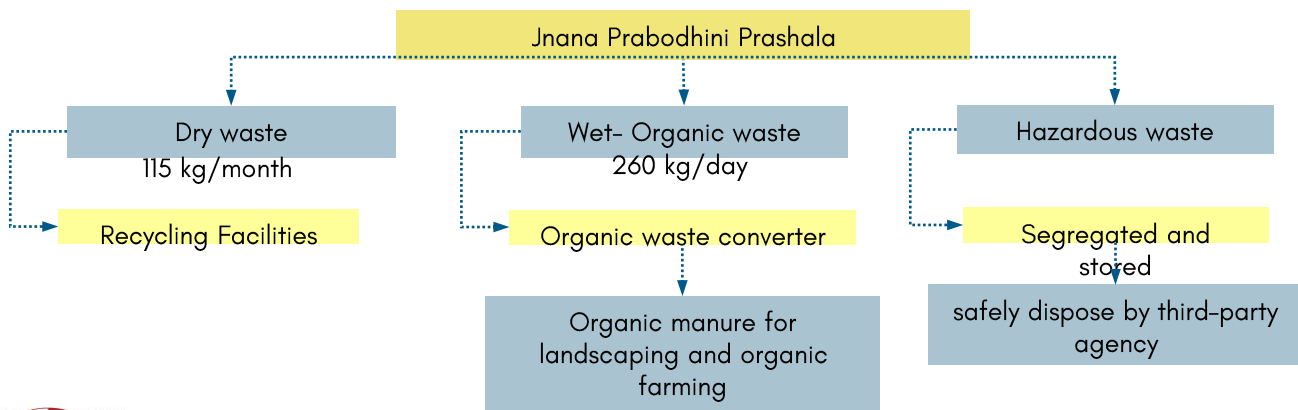 Jnana Prabodhini Prashala
Dry waste
115 kg/month
Recycling Facilities
Wet- Organic waste
260 kg/day
Organic waste converter
Organic manure for
landscaping and organic
farming
Hazardous waste
Segregated and
stored
safely dispose by third-party
agency